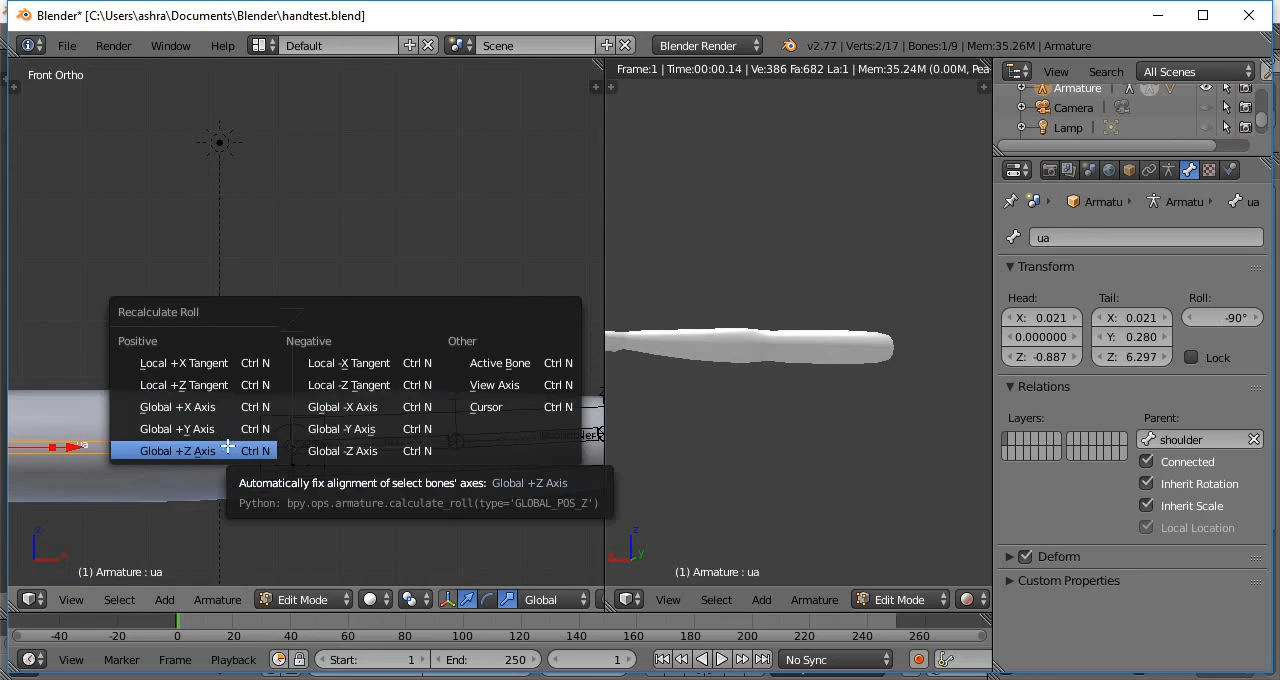 Blender* [C:\Users\ashra\Documents\Blender\handtest.blend]
File Render Window Help Default Scene Blender Render v2.77 | Verts:2/17 | Bones:1/9 | Mem:35.26M | Armature
Front Ortho
Frame:1 | Time:00:00.14 | Ve:386 Fa:682 La:1 | Mem:35.24M (0.00M, Pea
View Search All Scenes
Armature
Camera
Lamp
Armatu Armatu ua
ua
Transform
Head: Tail: Roll:
X: 0.021 X: 0.021 -90°
0.000000 Y: 0.280
Z: -0.887 Z: 6.297 Lock
Relations
Layers: Parent:
shoulder
Connected
Inherit Rotation
Inherit Scale
Local Location
Deform
Custom Properties
Recalculate Roll
Positive Negative Other
Local +X Tangent Ctrl N Local -X Tangent Ctrl N Active Bone Ctrl N
Local +Z Tangent Ctrl N Local -Z Tangent Ctrl N View Axis Ctrl N
Global +X Axis Ctrl N Global -X Axis Ctrl N Cursor Ctrl N
Global +Y Axis Ctrl N Global -Y Axis Ctrl N
Global +Z Axis Ctrl N Global -Z Axis Ctrl N
ua
Automatically fix alignment of select bones' axes: Global +Z Axis
Python: bpy.ops.armature.calculate_roll(type='GLOBAL_POS_Z')
z x
z y x
(1) Armature : ua
(1) Armature : ua
View Select Add Armature Edit Mode Global
View Select Add Armature Edit Mode
-40 -20 0 20 40 60 80 100 120 140 160 180 200 220 240 260
View Marker Frame Playback Start: 1 End: 250 1 No Sync